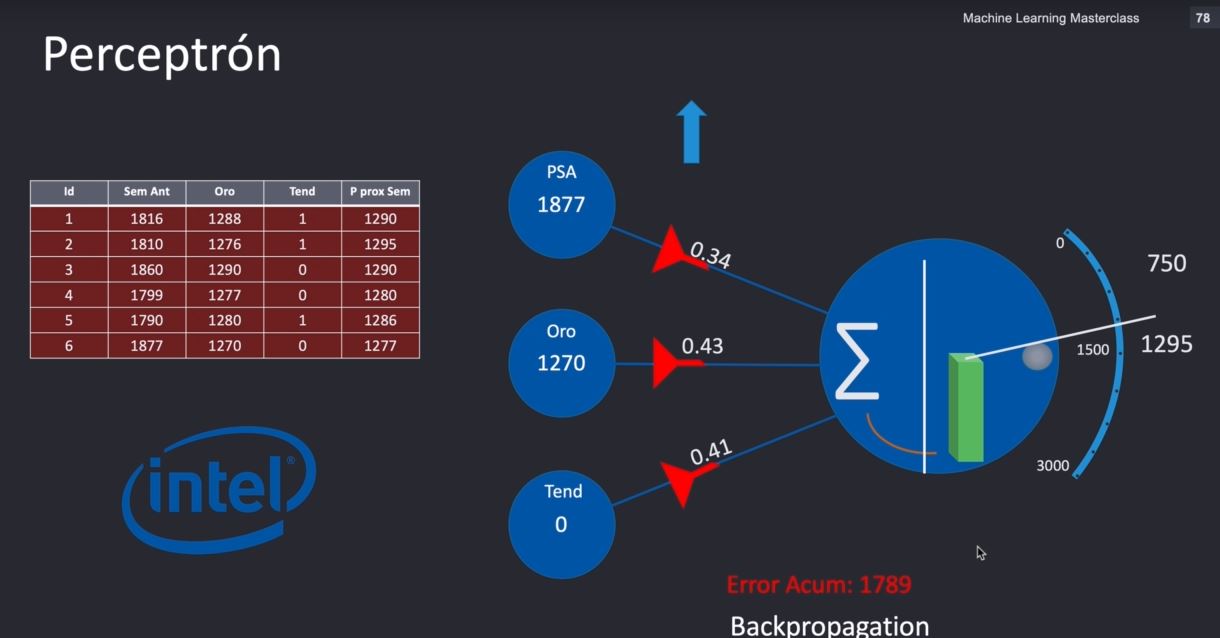 Machine Learning Masterclass 78
Perceptrón
Id Sem Ant Oro Tend P prox Sem
1 1816 1288 1 1290
2 1810 1276 1 1295
3 1860 1290 0 1290
4 1799 1277 0 1280
5 1790 1280 1 1286
6 1877 1270 0 1277
intel®
PSA
1877
0.34
Oro
1270
0.43
Tend
0
0.41
Σ
0
750
1500
1295
3000
Error Acum: 1789
Backpropagation